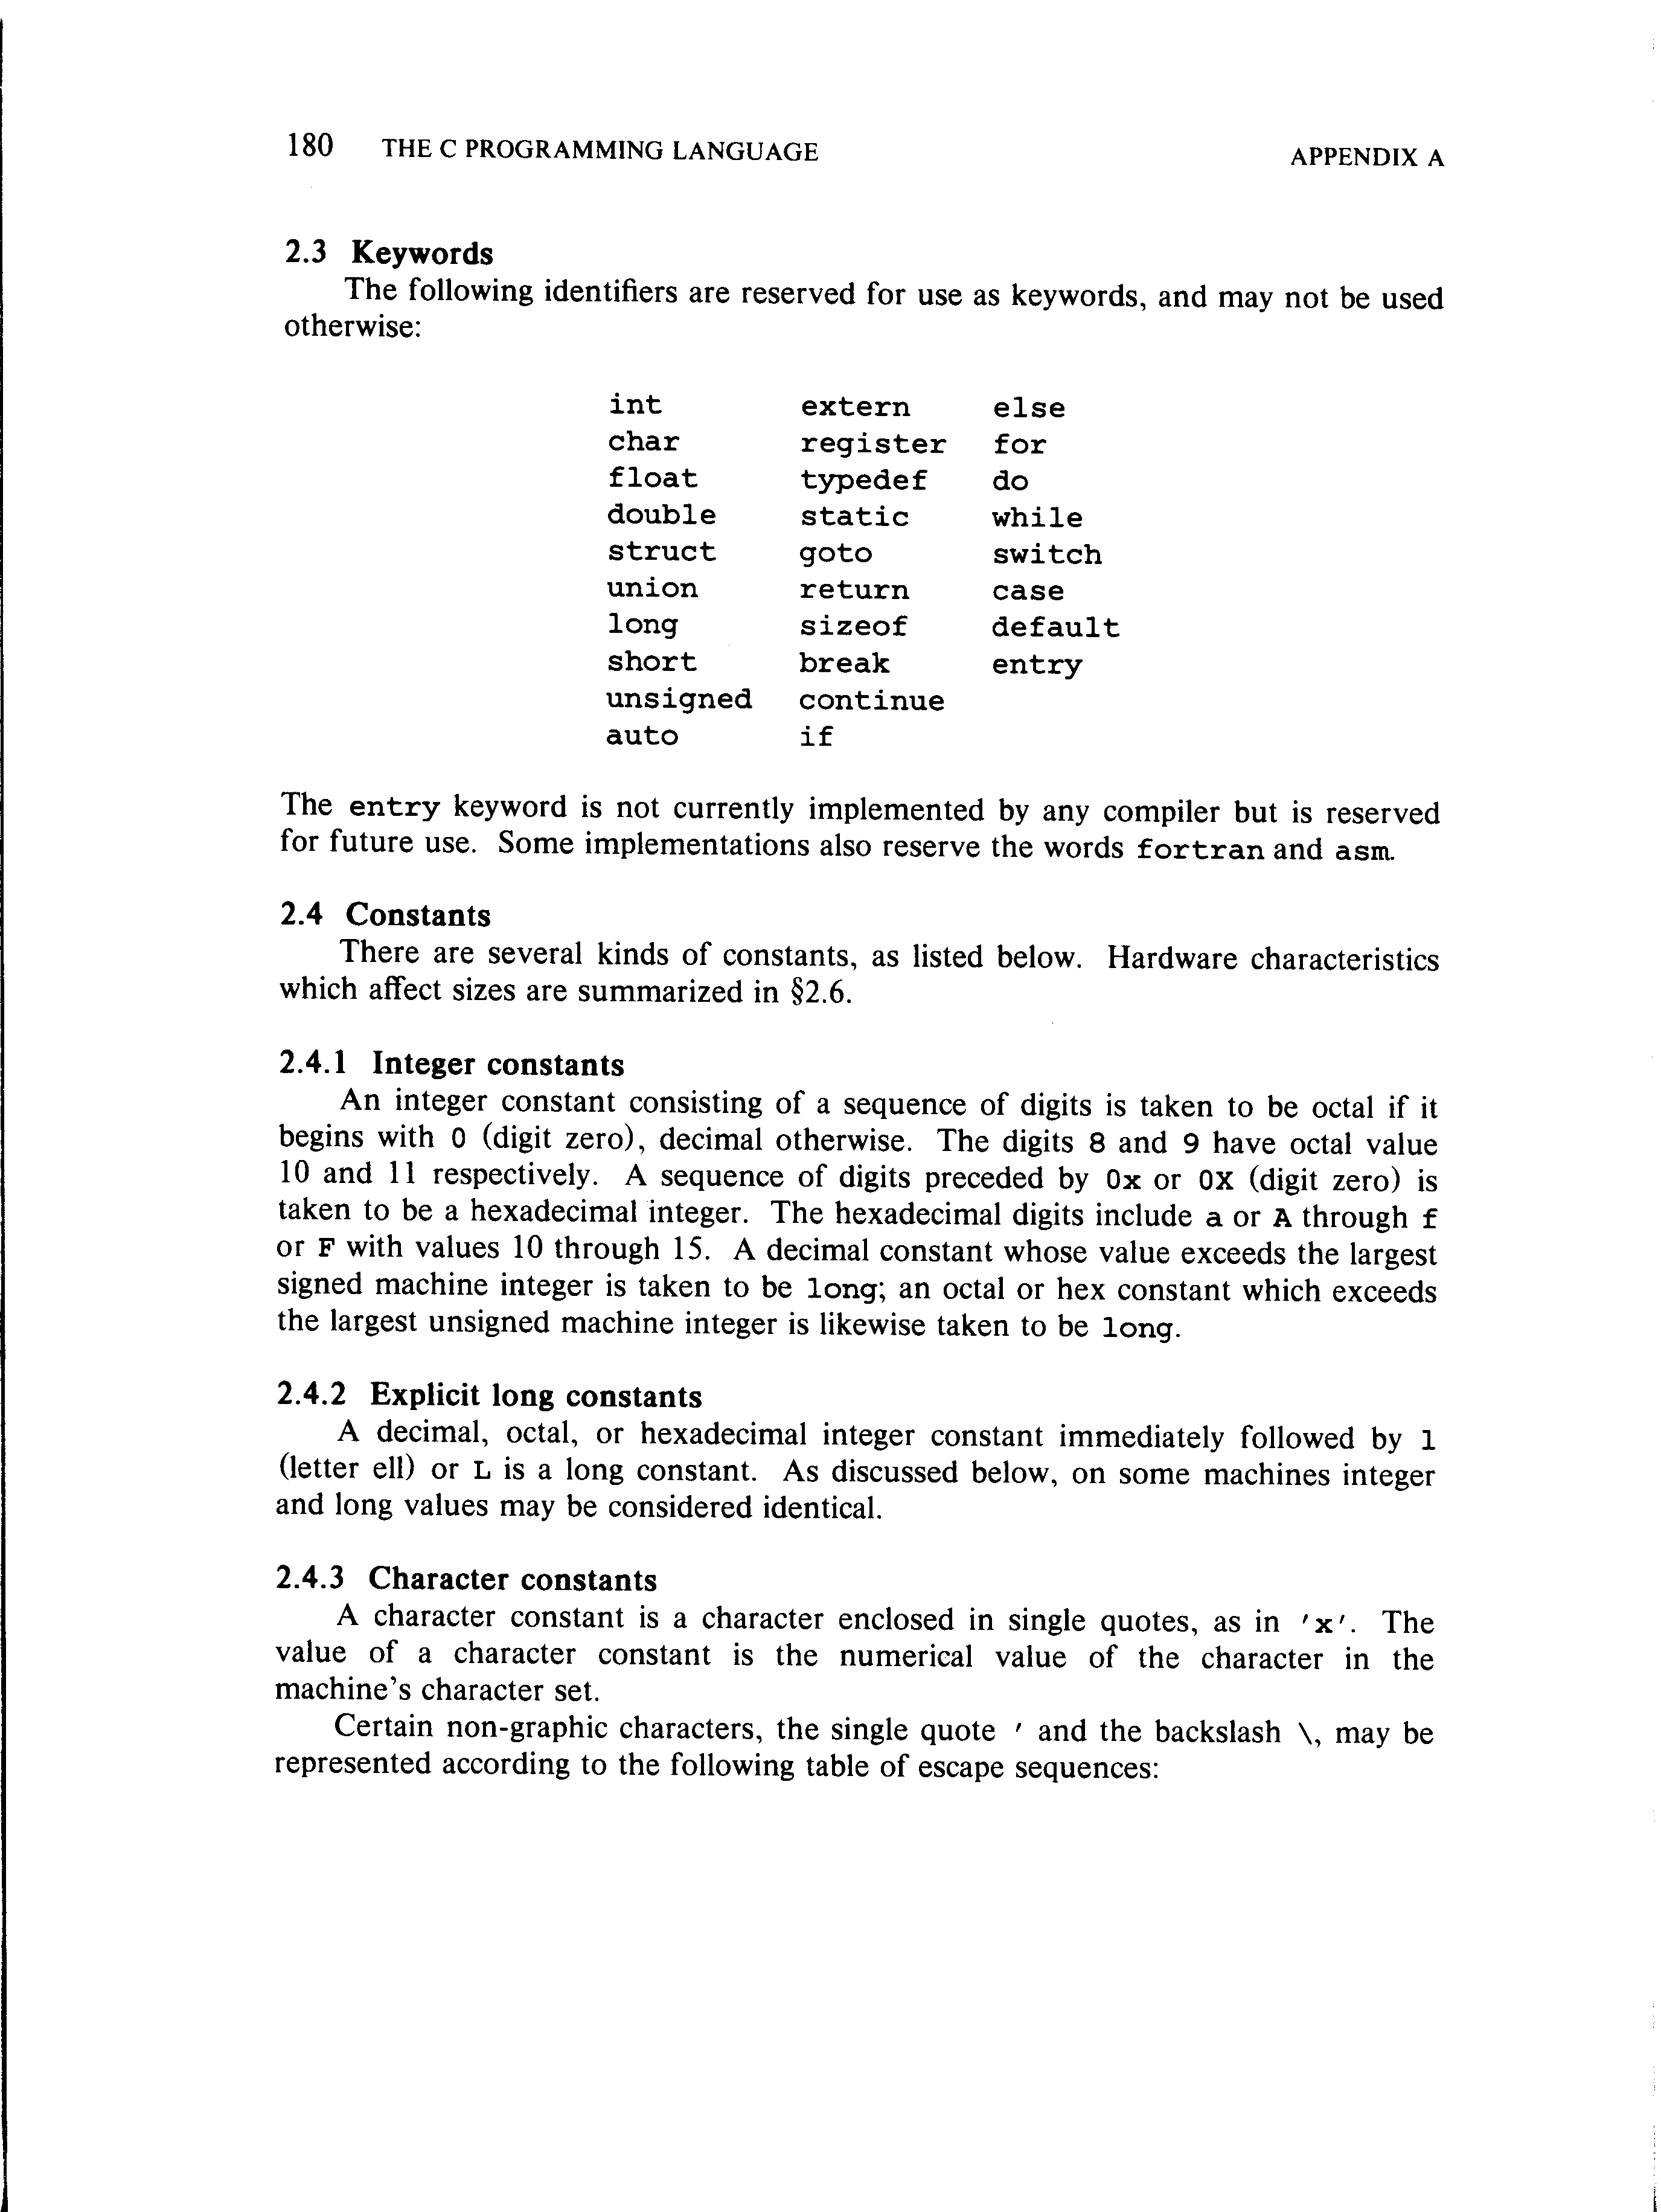 180 THE C PROGRAMMING LANGUAGE APPENDIX A
2.3 Keywords
The following identifiers are reserved for use as keywords, and may not be used
otherwise:
int extern else
char register for
float typedef do
double static while
struct goto switch
union return case
long sizeof default
short break entry
unsigned continue
auto if
The entry keyword is not currently implemented by any compiler but is reserved
for future use. Some implementations also reserve the words fortran and asm.
2.4 Constants
There are several kinds of constants, as listed below. Hardware characteristics
which affect sizes are summarized in §2.6.
2.4.1 Integer constants
An integer constant consisting of a sequence of digits is taken to be octal if it
begins with 0 (digit zero), decimal otherwise. The digits 8 and 9 have octal value
10 and 11 respectively. A sequence of digits preceded by 0x or 0X (digit zero) is
taken to be a hexadecimal integer. The hexadecimal digits include a or A through f
or F with values 10 through 15. A decimal constant whose value exceeds the largest
signed machine integer is taken to be long; an octal or hex constant which exceeds
the largest unsigned machine integer is likewise taken to be long.
2.4.2 Explicit long constants
A decimal, octal, or hexadecimal integer constant immediately followed by l
(letter ell) or L is a long constant. As discussed below, on some machines integer
and long values may be considered identical.
2.4.3 Character constants
A character constant is a character enclosed in single quotes, as in 'x'. The
value of a character constant is the numerical value of the character in the
machine's character set.
Certain non-graphic characters, the single quote ' and the backslash \, may be
represented according to the following table of escape sequences: